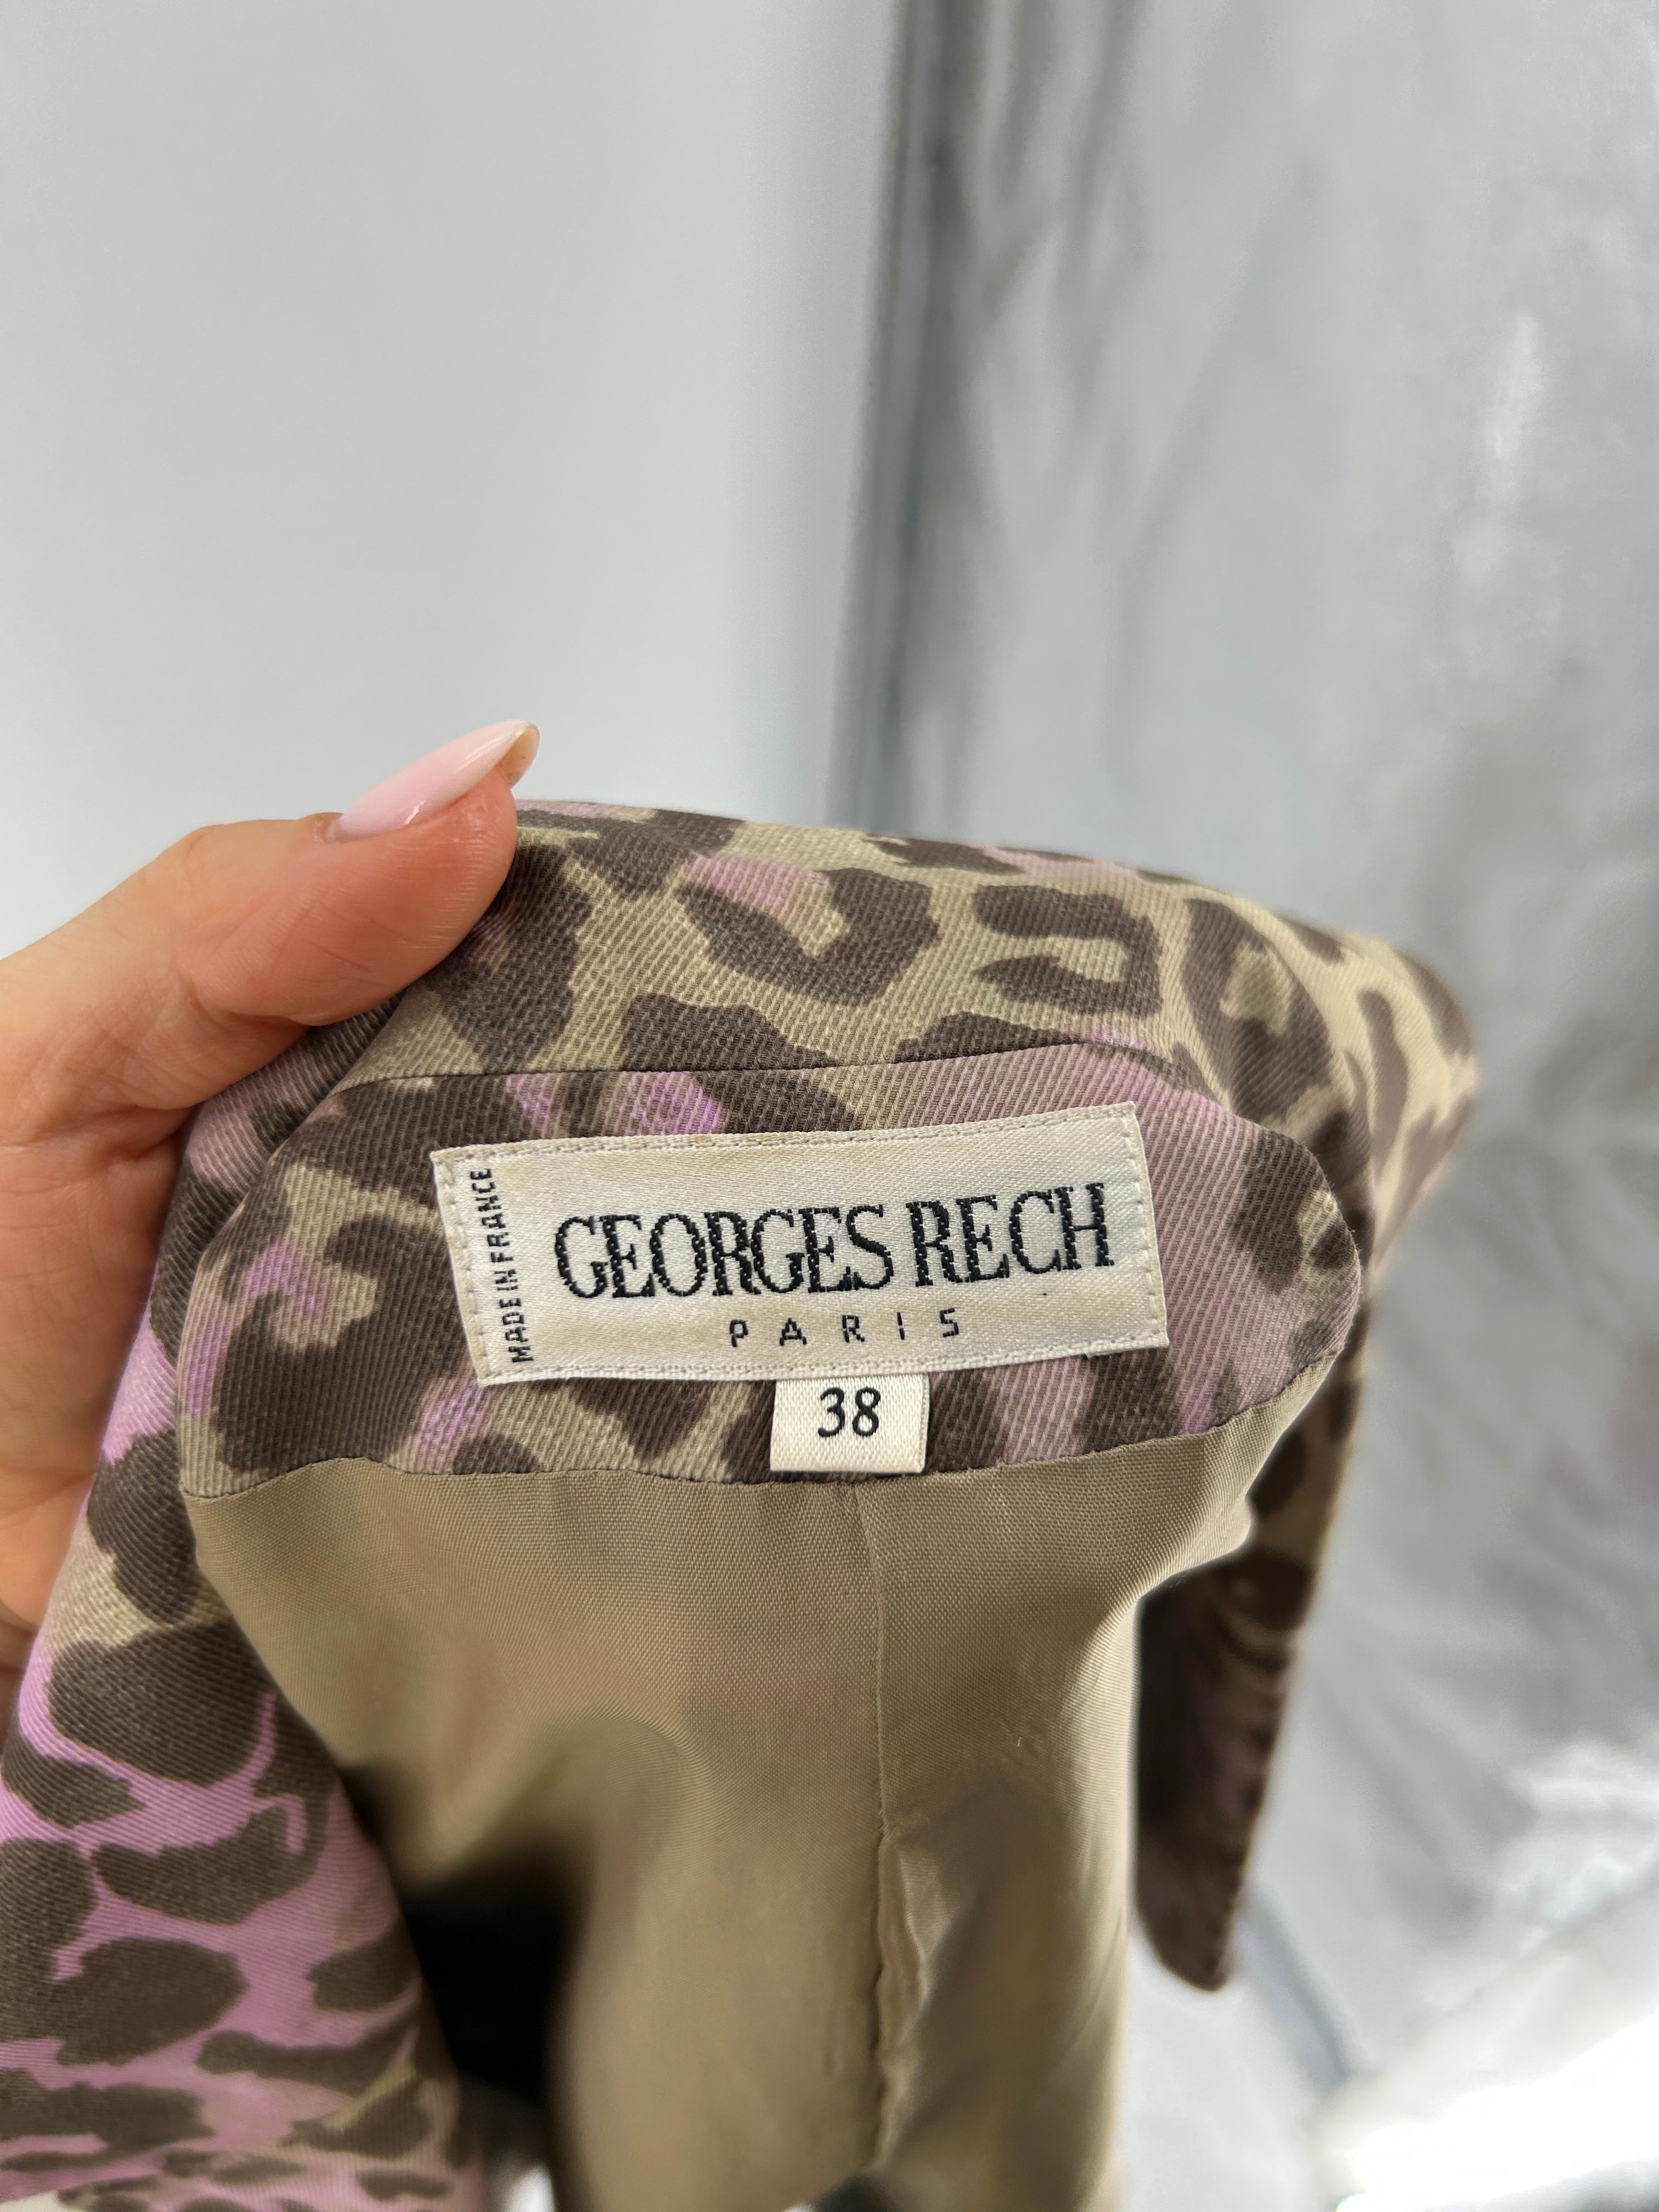 MADE IN FRANCE
GEORGES RECH
PARIS
38